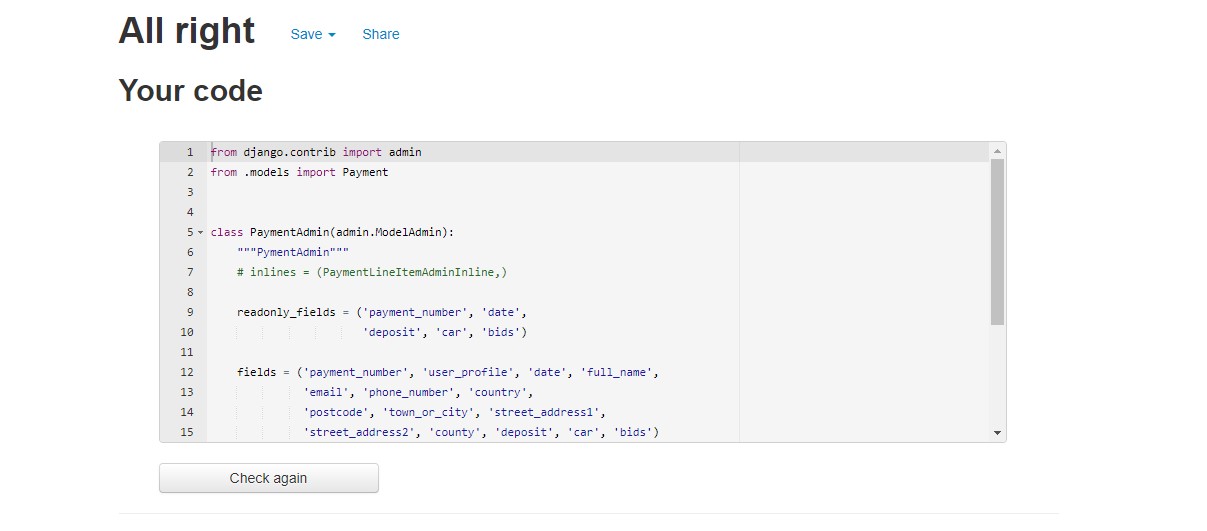 All right Save Share
Your code
1 from django.contrib import admin
2 from .models import Payment
3
4
5 class PaymentAdmin(admin.ModelAdmin):
6 """PymentAdmin"""
7 # inlines = (PaymentLineItemAdminInline,)
8
9 readonly_fields = ('payment_number', 'date',
10 'deposit', 'car', 'bids')
11
12 fields = ('payment_number', 'user_profile', 'date', 'full_name',
13 'email', 'phone_number', 'country',
14 'postcode', 'town_or_city', 'street_address1',
15 'street_address2', 'county', 'deposit', 'car', 'bids')
Check again